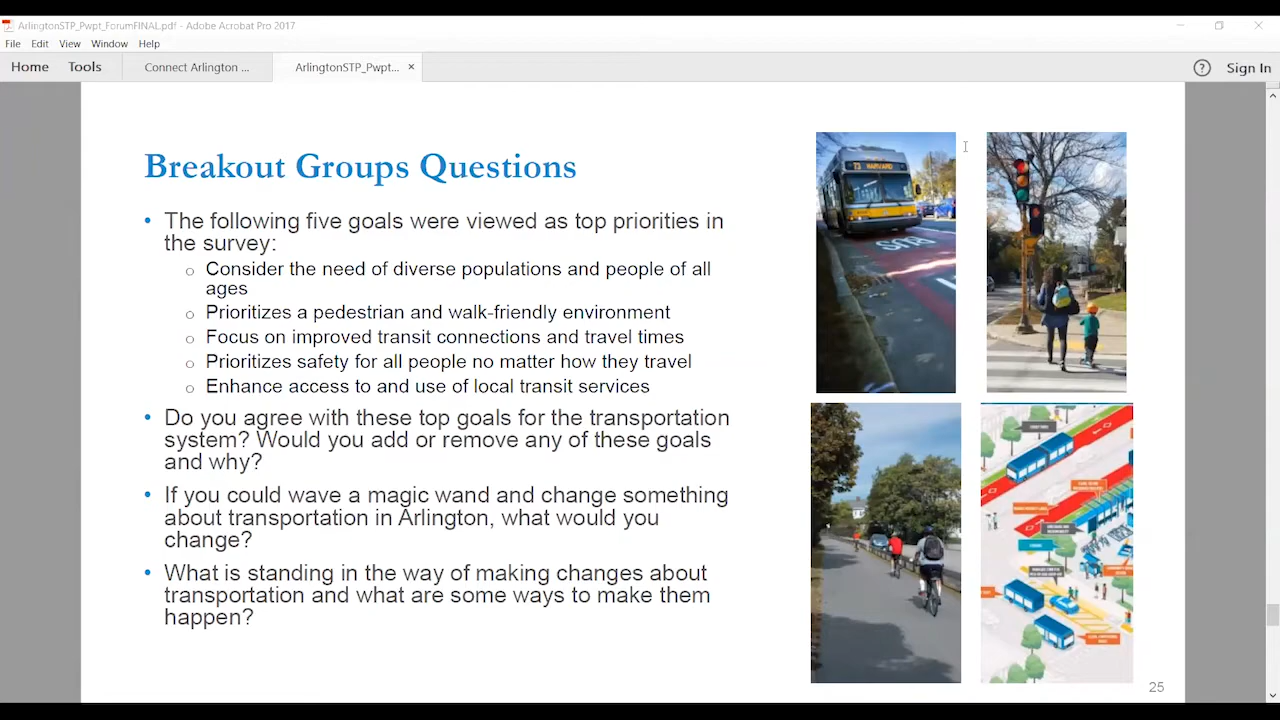 ArlingtonSTP_Pwpt_ForumFINAL.pdf - Adobe Acrobat Pro 2017
File Edit View Window Help
Home Tools Connect Arlington ... ArlingtonSTP_Pwpt... × ? Sign In
Breakout Groups Questions
• The following five goals were viewed as top priorities in
the survey:
o Consider the need of diverse populations and people of all
ages
o Prioritizes a pedestrian and walk-friendly environment
o Focus on improved transit connections and travel times
o Prioritizes safety for all people no matter how they travel
o Enhance access to and use of local transit services
• Do you agree with these top goals for the transportation
system? Would you add or remove any of these goals
and why?
• If you could wave a magic wand and change something
about transportation in Arlington, what would you
change?
• What is standing in the way of making changes about
transportation and what are some ways to make them
happen?
73 HARVARD
BUS
25